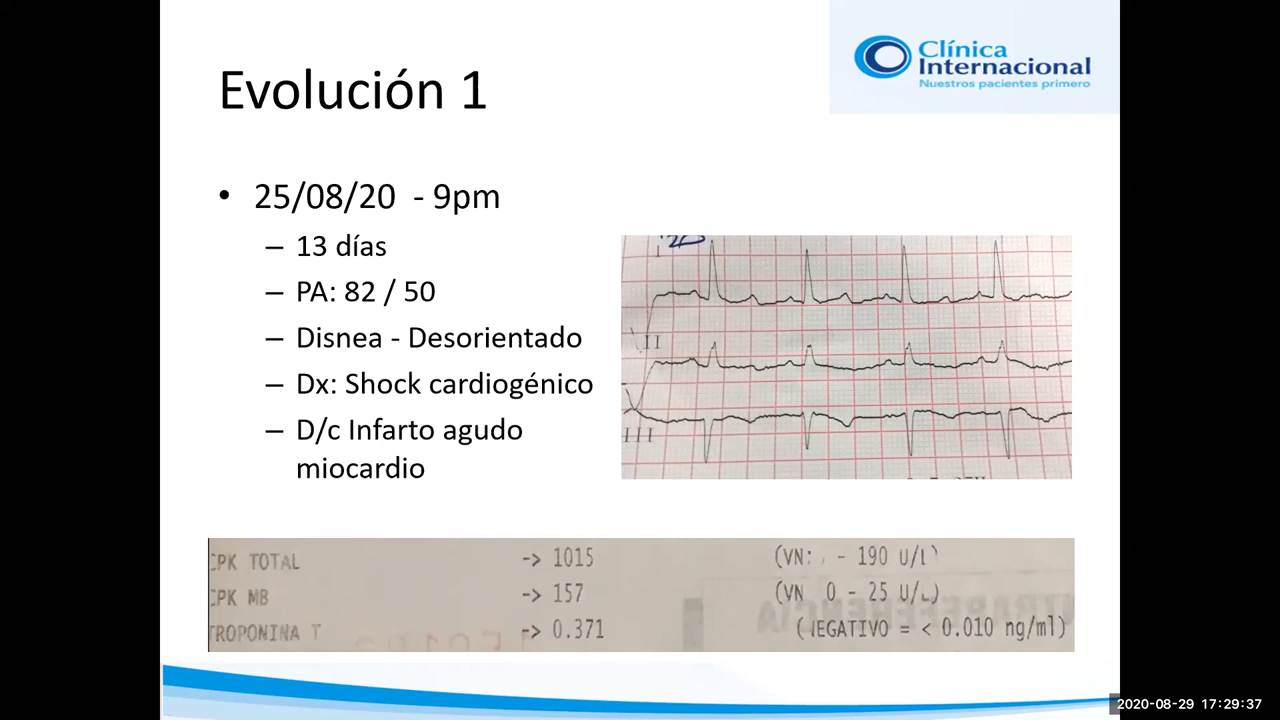 Clínica
Internacional
Nuestros pacientes primero
Evolución 1
• 25/08/20 - 9pm
– 13 días
– PA: 82 / 50
– Disnea - Desorientado
– Dx: Shock cardiogénico
– D/c Infarto agudo
miocardio
I
II
III
CPK TOTAL -> 1015 (VN: - 190 U/L)
CPK MB -> 157 (VN 0 - 25 U/L)
TROPONINA T -> 0.371 (NEGATIVO = < 0.010 ng/ml)
2020-08-29 17:29:37